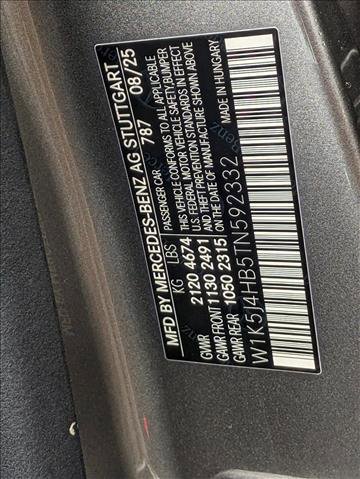 MFD BY MERCEDES-BENZ AG STUTTGART
PASSENGER CAR 787 08/25
KG LBS
GVWR 2120 4674
GAWR FRONT 1130 2491
GAWR REAR 1050 2315
THIS VEHICLE CONFORMS TO ALL APPLICABLE
U.S. FEDERAL MOTOR VEHICLE SAFETY, BUMPER
AND THEFT PREVENTION STANDARDS IN EFFECT
ON THE DATE OF MANUFACTURE SHOWN ABOVE
MADE IN HUNGARY
W1K5J4HB5TN592332